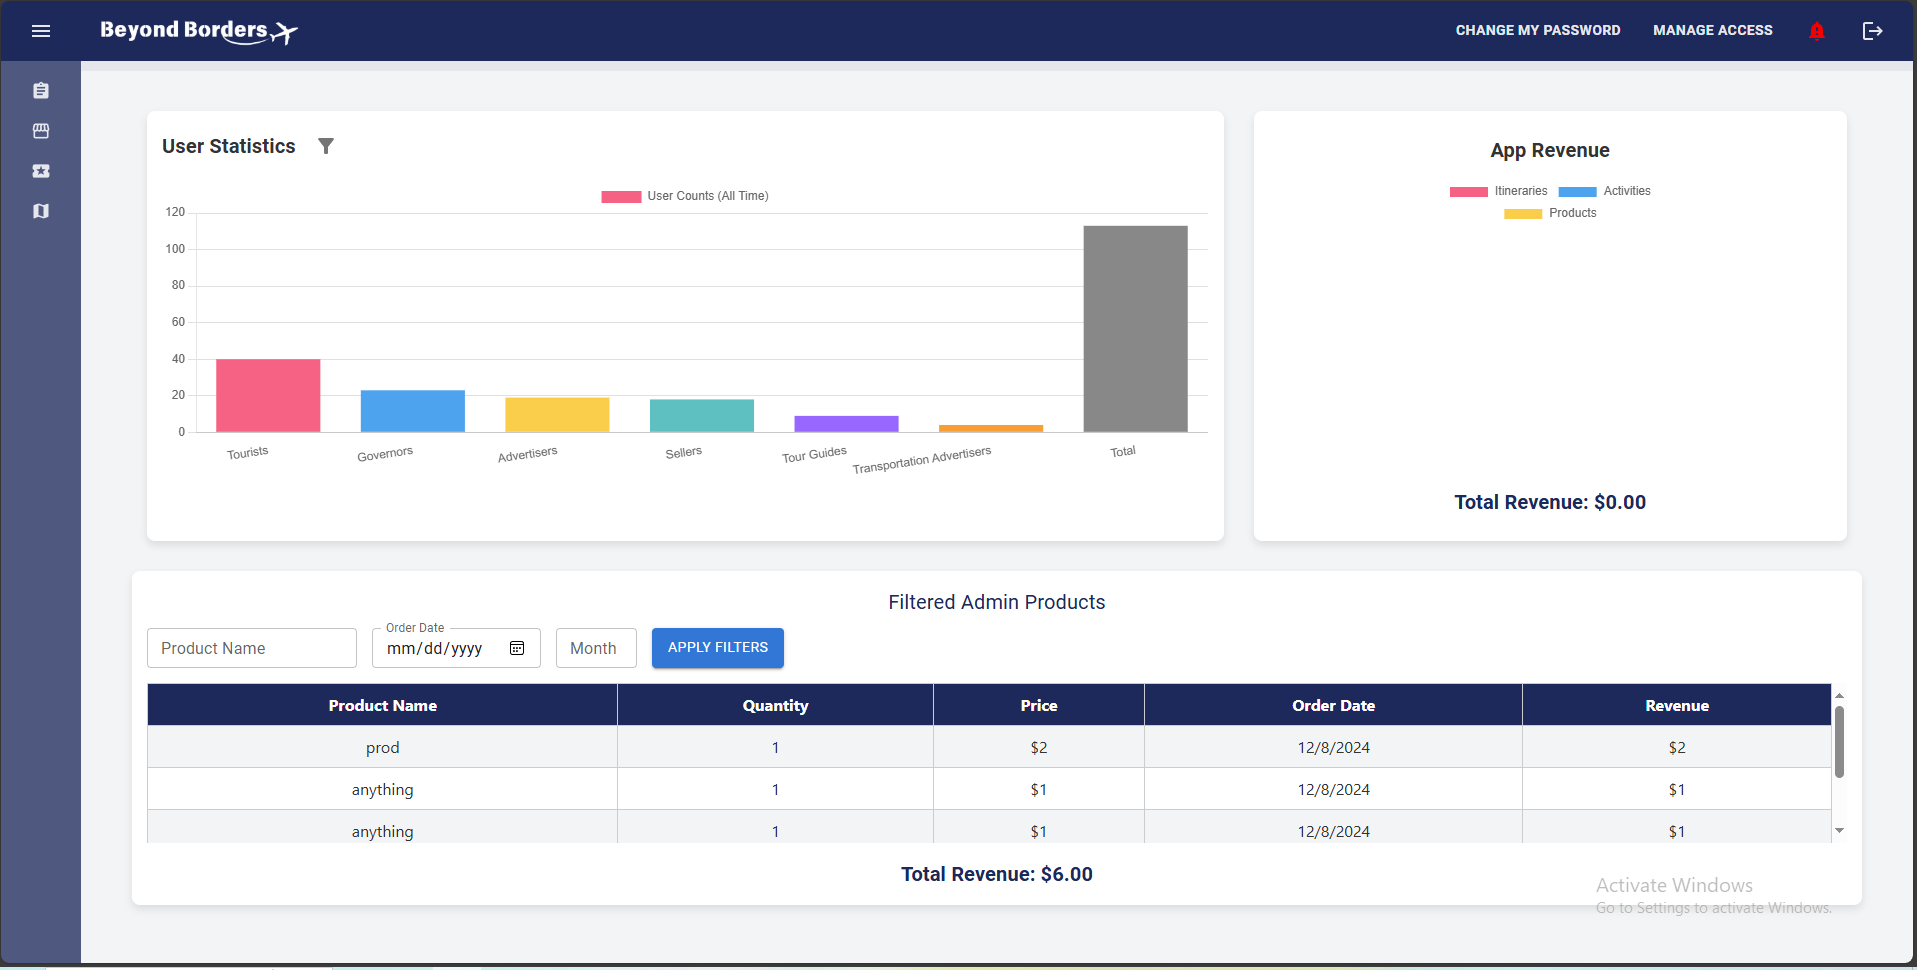 Beyond Borders
CHANGE MY PASSWORD
MANAGE ACCESS
User Statistics
User Counts (All Time)
120
100
80
60
40
20
0
Tourists
Governors
Advertisers
Sellers
Tour Guides
Transportation Advertisers
Total
App Revenue
Itineraries
Activities
Products
Total Revenue: $0.00
Filtered Admin Products
Product Name
Order Date
mm/dd/yyyy
Month
APPLY FILTERS
Product Name Quantity Price Order Date Revenue
prod 1 $2 12/8/2024 $2
anything 1 $1 12/8/2024 $1
anything 1 $1 12/8/2024 $1
Total Revenue: $6.00
Activate Windows
Go to Settings to activate Windows.